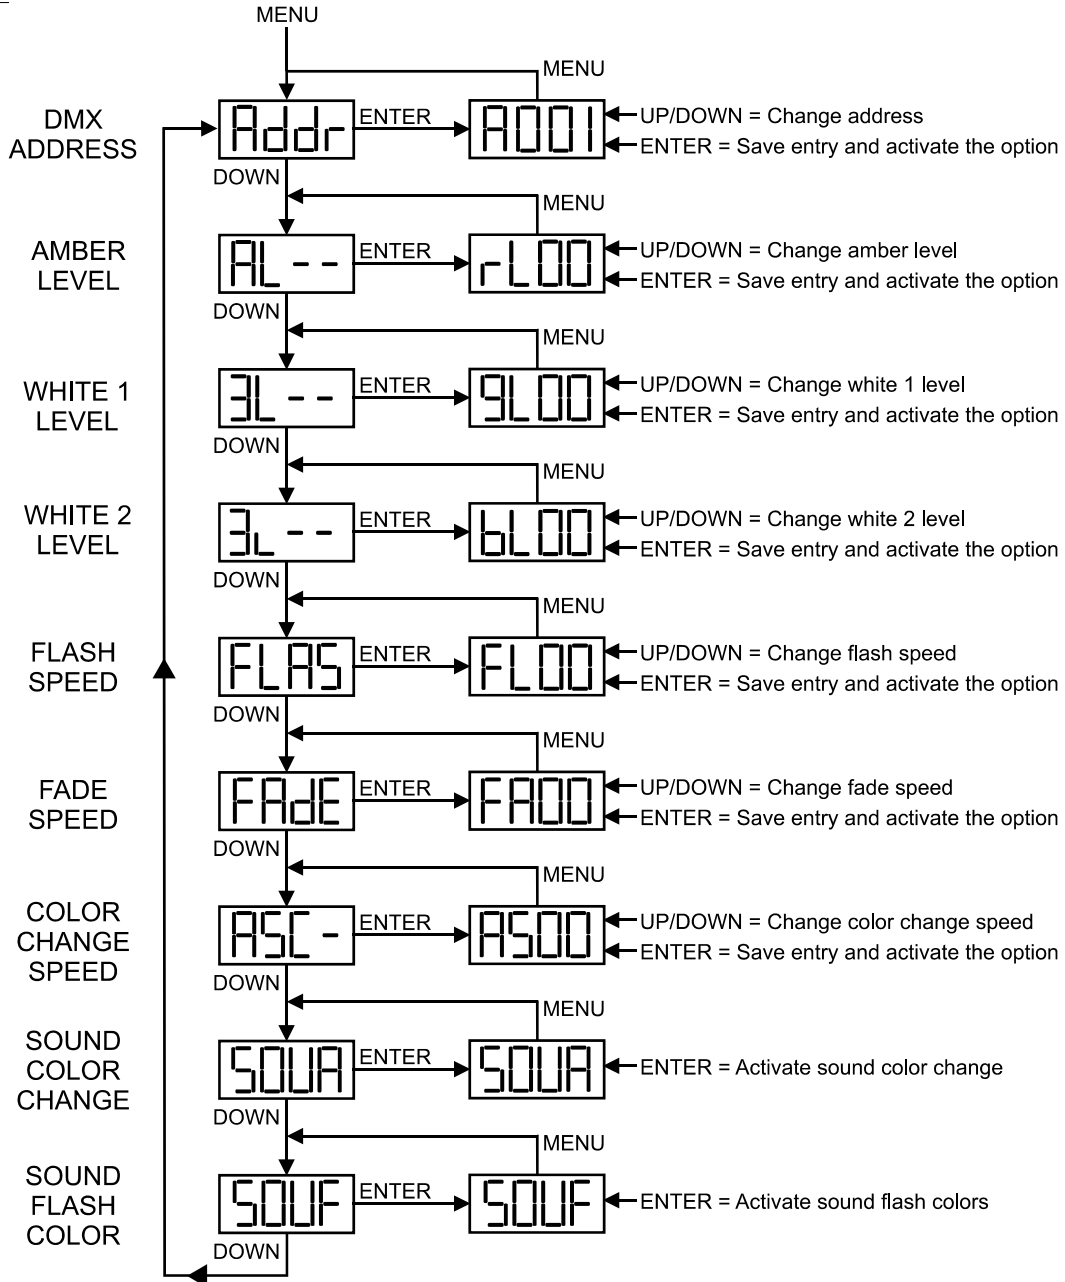 MENU
MENU
DMX
ADDRESS
Addr
ENTER
A001
UP/DOWN = Change address
ENTER = Save entry and activate the option
DOWN
MENU
AMBER
LEVEL
AL--
ENTER
rL00
UP/DOWN = Change amber level
ENTER = Save entry and activate the option
DOWN
MENU
WHITE 1
LEVEL
3L--
ENTER
gL00
UP/DOWN = Change white 1 level
ENTER = Save entry and activate the option
DOWN
MENU
WHITE 2
LEVEL
3L--
ENTER
bL00
UP/DOWN = Change white 2 level
ENTER = Save entry and activate the option
DOWN
MENU
FLASH
SPEED
FLAS
ENTER
FL00
UP/DOWN = Change flash speed
ENTER = Save entry and activate the option
DOWN
MENU
FADE
SPEED
FAdE
ENTER
FA00
UP/DOWN = Change fade speed
ENTER = Save entry and activate the option
DOWN
MENU
COLOR
CHANGE
SPEED
ASC-
ENTER
AS00
UP/DOWN = Change color change speed
ENTER = Save entry and activate the option
DOWN
MENU
SOUND
COLOR
CHANGE
SOUA
ENTER
SOUA
ENTER = Activate sound color change
DOWN
MENU
SOUND
FLASH
COLOR
SOUF
ENTER
SOUF
ENTER = Activate sound flash colors
DOWN